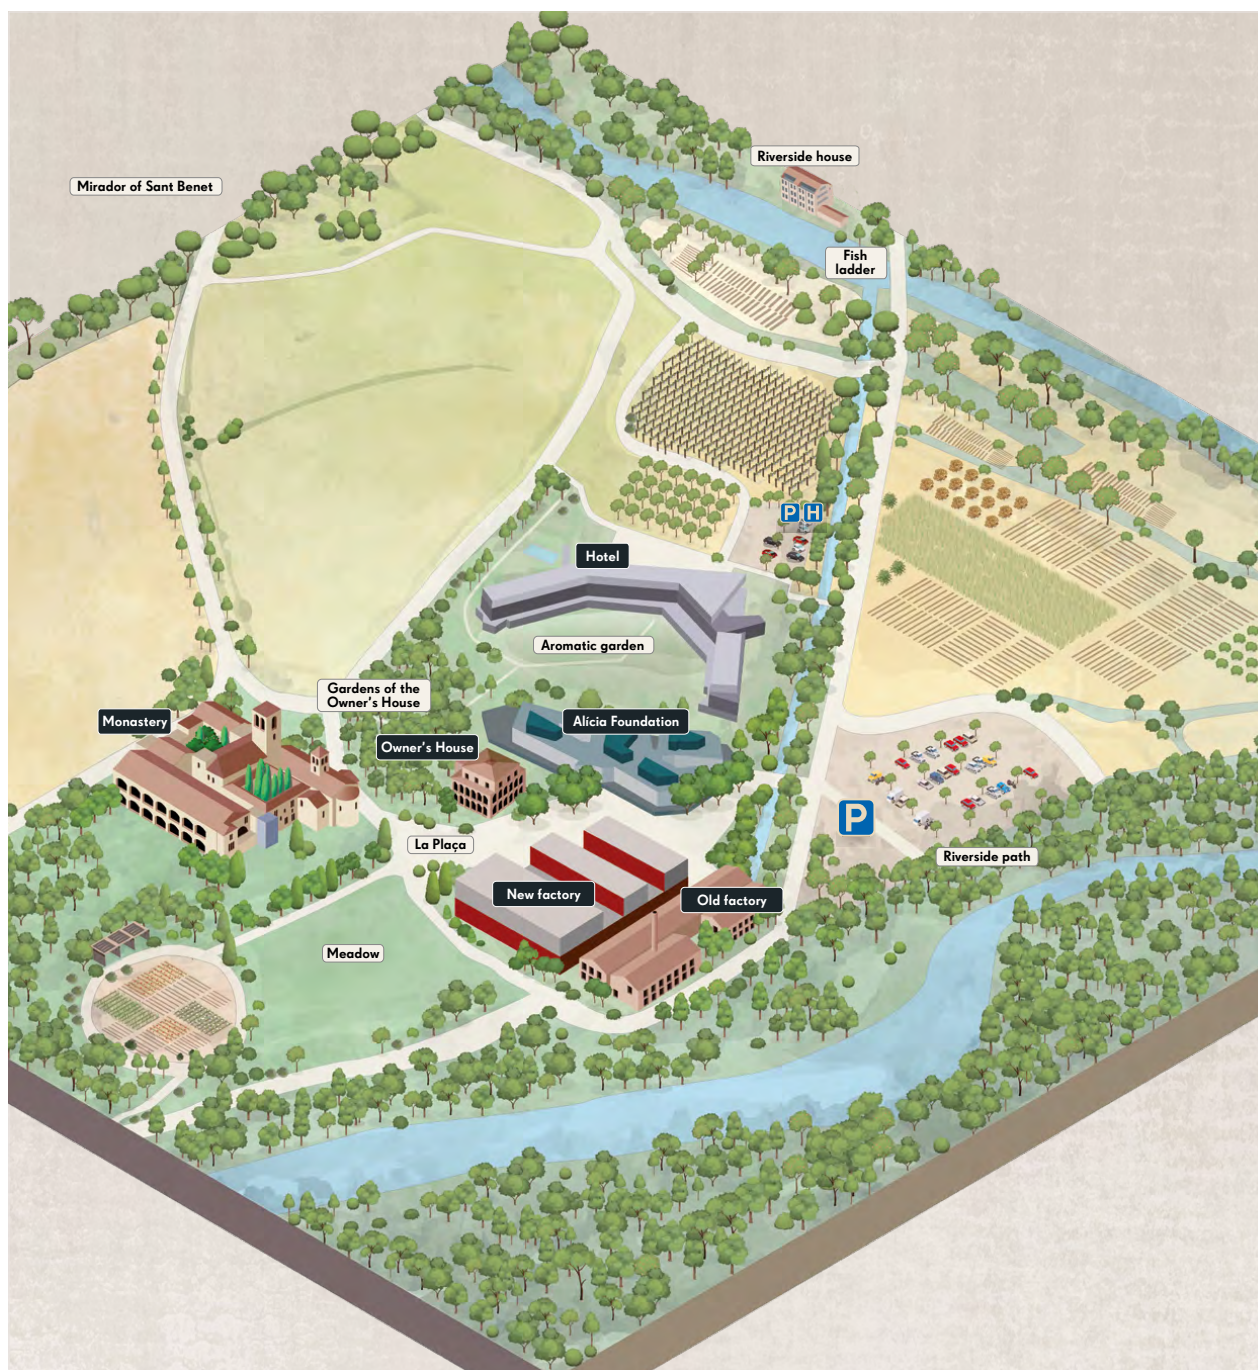 Riverside house
Mirador of Sant Benet
Fish
ladder
P H
Hotel
Aromatic garden
Gardens of the
Owner's House
Monastery
Alícia Foundation
Owner's House
P
La Plaça
Riverside path
New factory
Old factory
Meadow